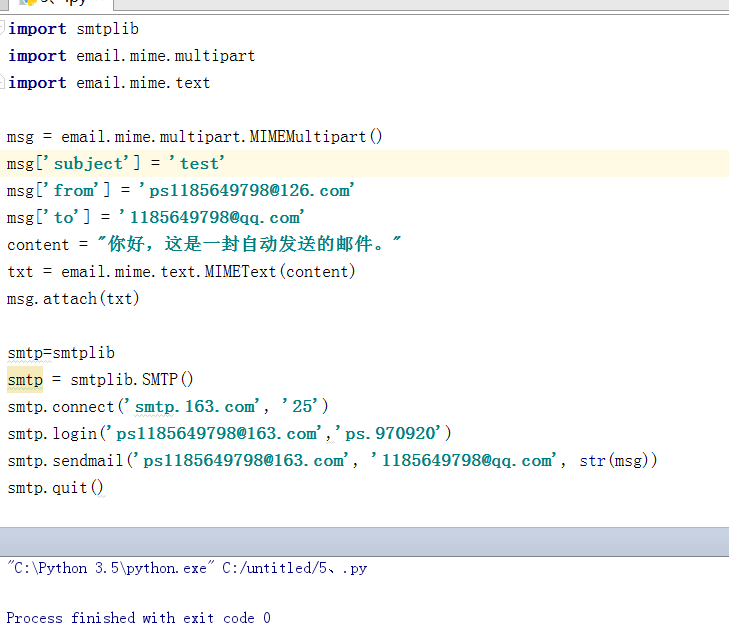 import smtplib
import email.mime.multipart
import email.mime.text
msg = email.mime.multipart.MIMEMultipart()
msg['subject'] = 'test'
msg['from'] = 'ps1185649798@126.com'
msg['to'] = '1185649798@qq.com'
content = "你好，这是一封自动发送的邮件。"
txt = email.mime.text.MIMEText(content)
msg.attach(txt)
smtp=smtplib
smtp = smtplib.SMTP()
smtp.connect('smtp.163.com', '25')
smtp.login('ps1185649798@163.com','ps.970920')
smtp.sendmail('ps1185649798@163.com', '1185649798@qq.com', str(msg))
smtp.quit()
"C:\Python 3.5\python.exe" C:/untitled/5、.py
Process finished with exit code 0